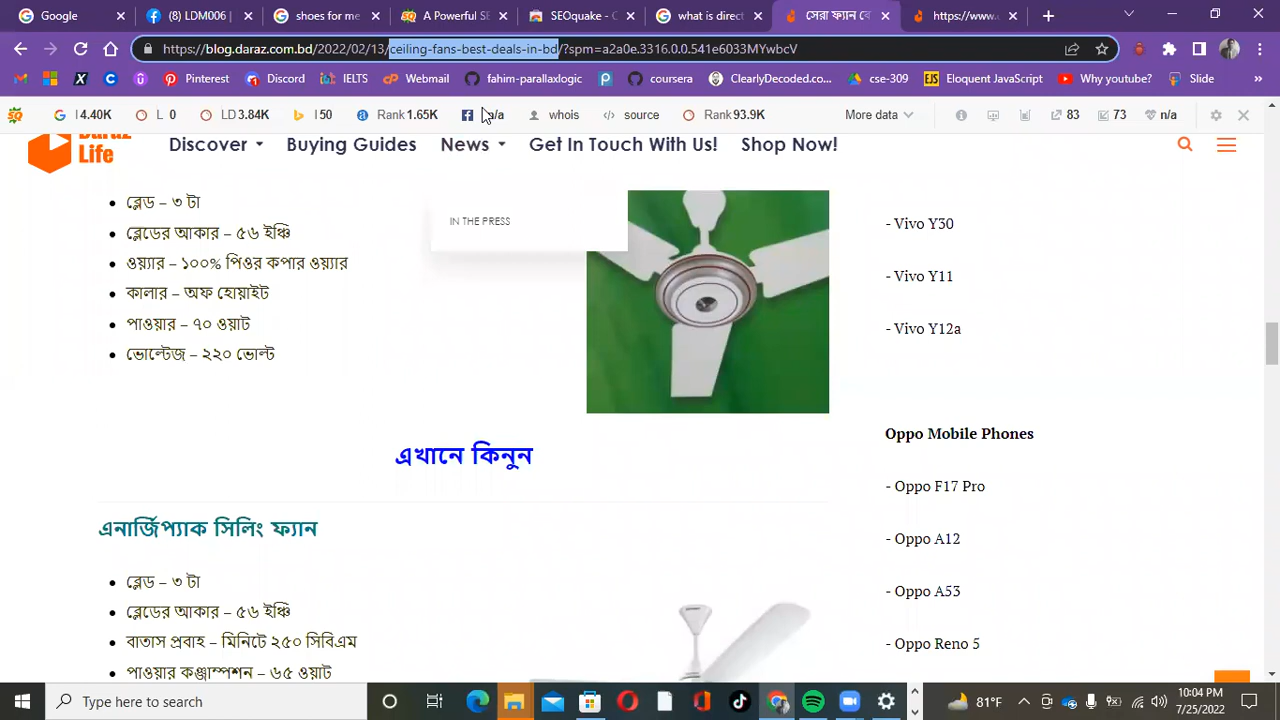 (8) LDM006 |
shoes for me
A Powerful SE
SEOquake - C
what is direct
সেরা ফ্যান কে
https://www.
https://blog.daraz.com.bd/2022/02/13/ceiling-fans-best-deals-in-bd/?spm=a2a0e.3316.0.0.541e6033MYwbcV
Pinterest
Discord
IELTS
Webmail
fahim-parallaxlogic
coursera
ClearlyDecoded.co...
cse-309
EJS
Eloquent JavaScript
Why youtube?
Slide
Google
I 4.40K
L 0
LD 3.84K
I 50
Rank 1.65K
n/a
whois
source
Rank 93.9K
More data
83
73
n/a
Daraz
Life
Discover
Buying Guides
News
Get In Touch With Us!
Shop Now!
IN THE PRESS
ব্লেড – ৩ টা
ব্লেডের আকার – ৫৬ ইঞ্চি
ওয়্যার – ১০০% পিওর কপার ওয়্যার
কালার – অফ হোয়াইট
পাওয়ার – ৭০ ওয়াট
ভোল্টেজ – ২২০ ভোল্ট
এখানে কিনুন
এনার্জিপ্যাক সিলিং ফ্যান
ব্লেড – ৩ টা
ব্লেডের আকার – ৫৬ ইঞ্চি
বাতাস প্রবাহ – মিনিটে ২৫০ সিবিএম
পাওয়ার কঞ্জাম্পশন – ৬৫ ওয়াট
- Vivo Y30
- Vivo Y11
- Vivo Y12a
Oppo Mobile Phones
- Oppo F17 Pro
- Oppo A12
- Oppo A53
- Oppo Reno 5
Type here to search
81°F
10:04 PM
7/25/2022